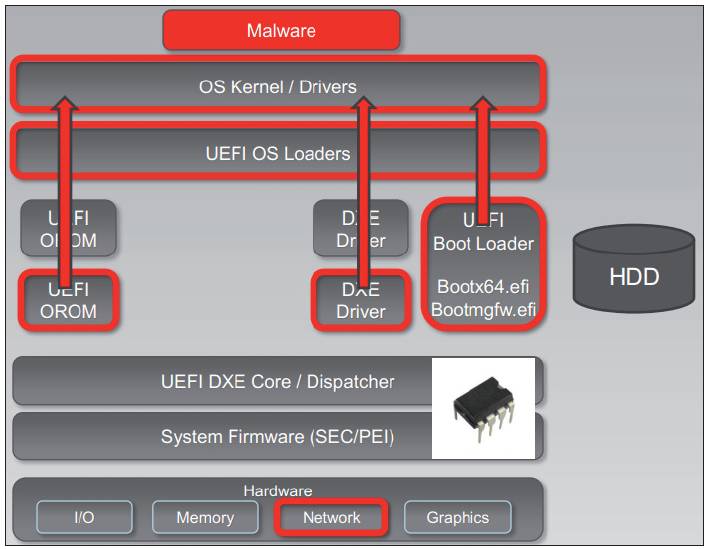 Malware
OS Kernel / Drivers
UEFI OS Loaders
UEFI
OROM
DXE
Driver
UEFI
Boot Loader
Bootx64.efi
Bootmgfw.efi
HDD
UEFI
OROM
DXE
Driver
UEFI DXE Core / Dispatcher
System Firmware (SEC/PEI)
Hardware
I/O
Memory
Network
Graphics